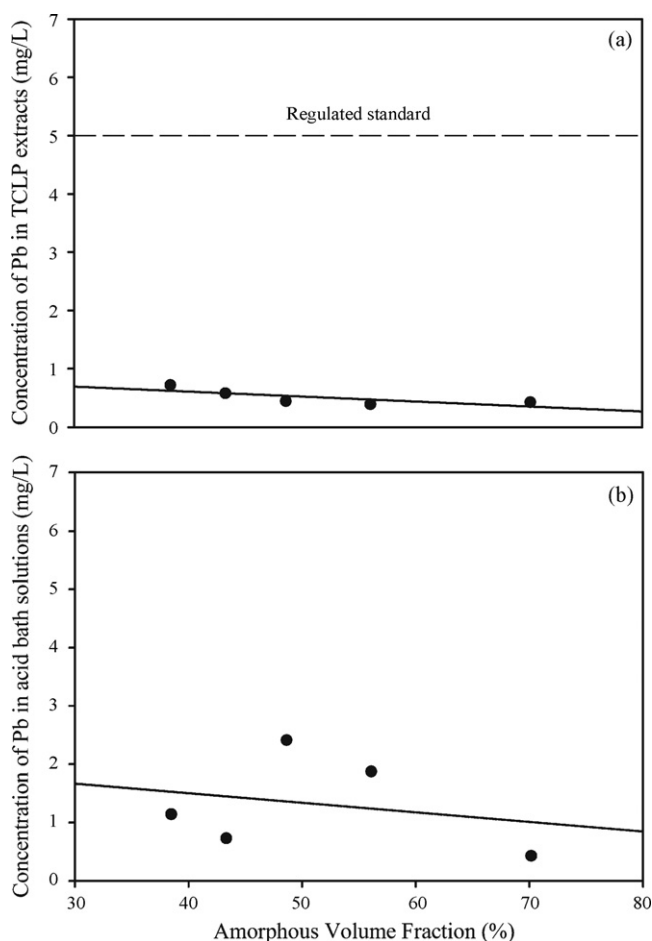 (a)
Concentration of Pb in TCLP extracts (mg/L)
7
6
Regulated standard
5
4
3
2
1
0
(b)
Concentration of Pb in acid bath solutions (mg/L)
7
6
5
4
3
2
1
0
30 40 50 60 70 80
Amorphous Volume Fraction (%)